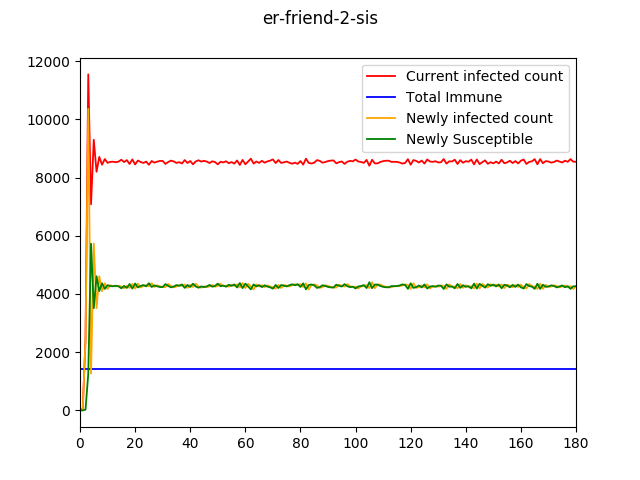 er-friend-2-sis
12000
10000
8000
6000
4000
2000
0
Current infected count
Total Immune
Newly infected count
Newly Susceptible
0 20 40 60 80 100 120 140 160 180